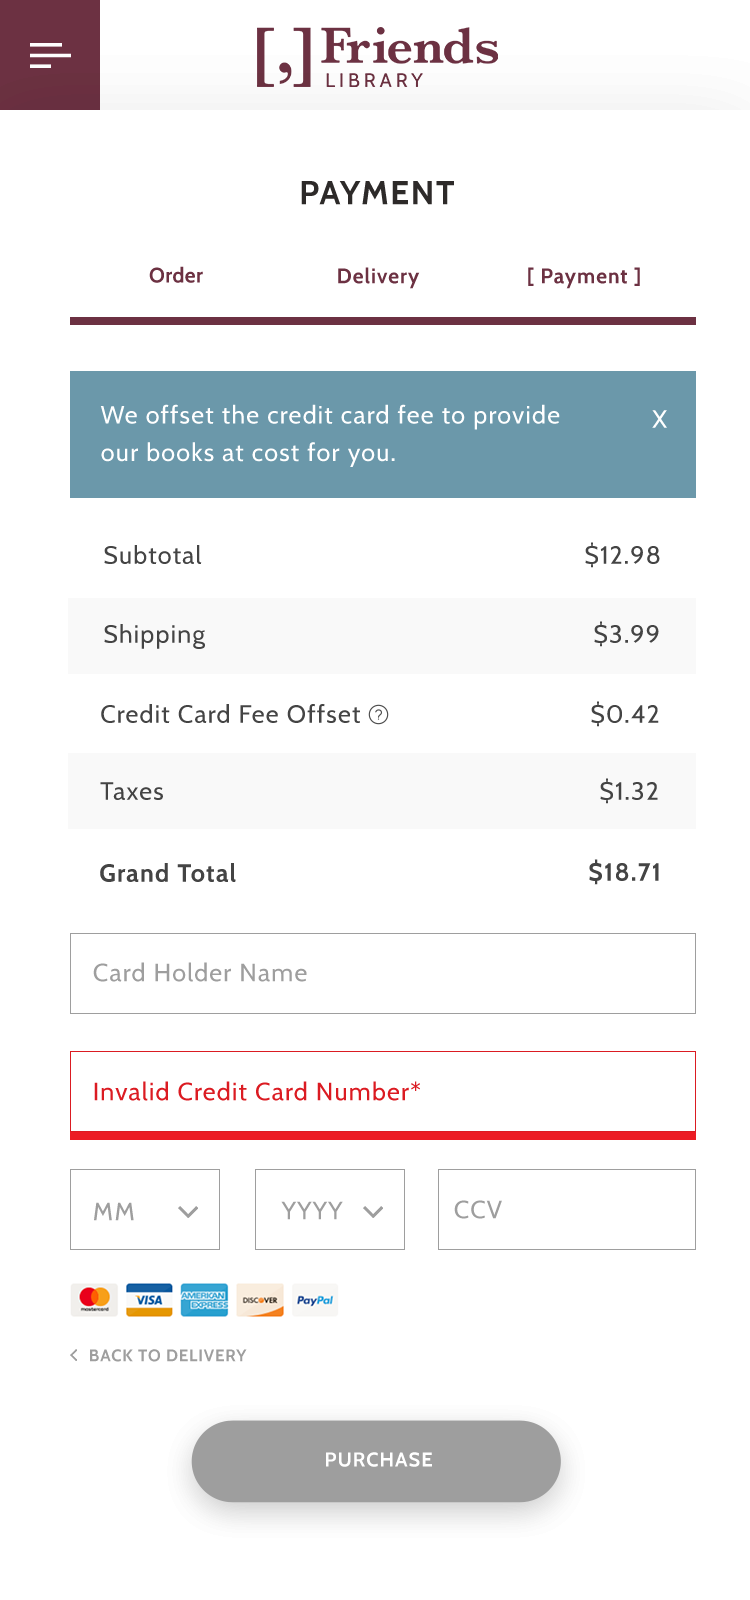 [,] Friends
LIBRARY
PAYMENT
Order Delivery [ Payment ]
We offset the credit card fee to provide X
our books at cost for you.
Subtotal $12.98
Shipping $3.99
Credit Card Fee Offset ? $0.42
Taxes $1.32
Grand Total $18.71
Card Holder Name
Invalid Credit Card Number*
MM YYYY CCV
mastercard VISA AMERICAN EXPRESS DISCOVER PayPal
< BACK TO DELIVERY
PURCHASE